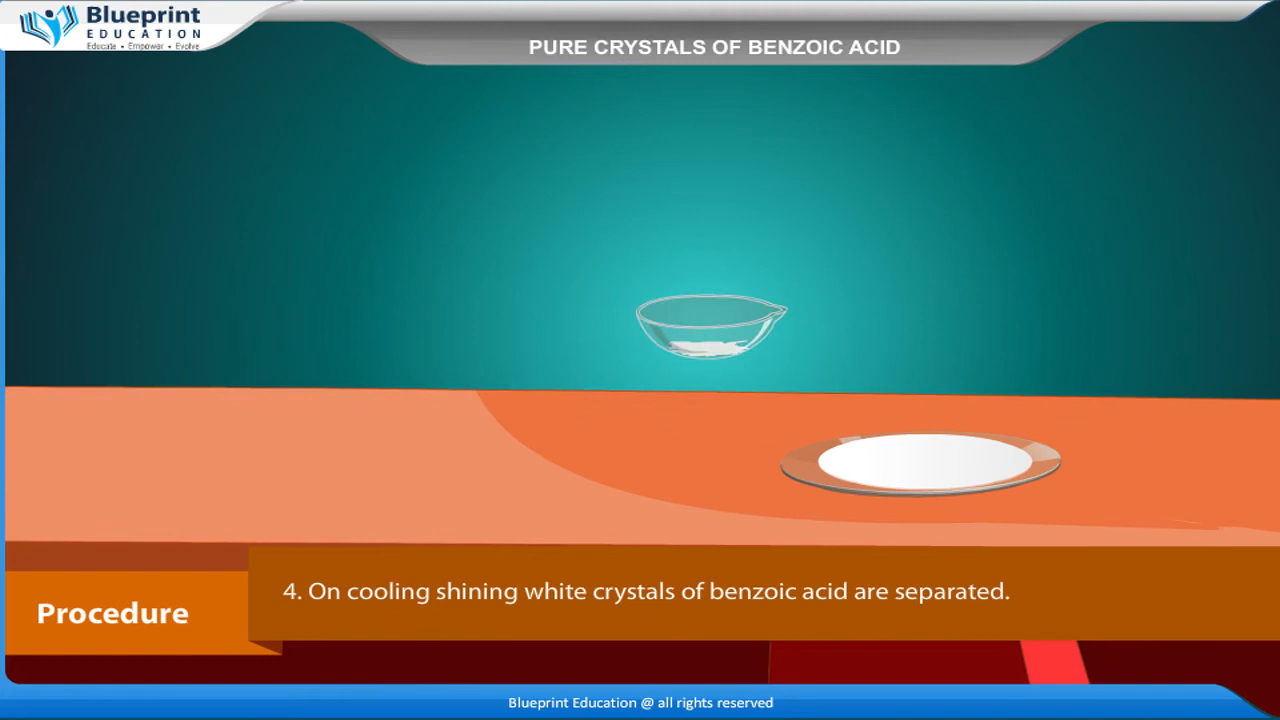 Blueprint
EDUCATION
Educate • Empower • Evolve
PURE CRYSTALS OF BENZOIC ACID
4. On cooling shining white crystals of benzoic acid are separated.
Procedure
Blueprint Education @ all rights reserved